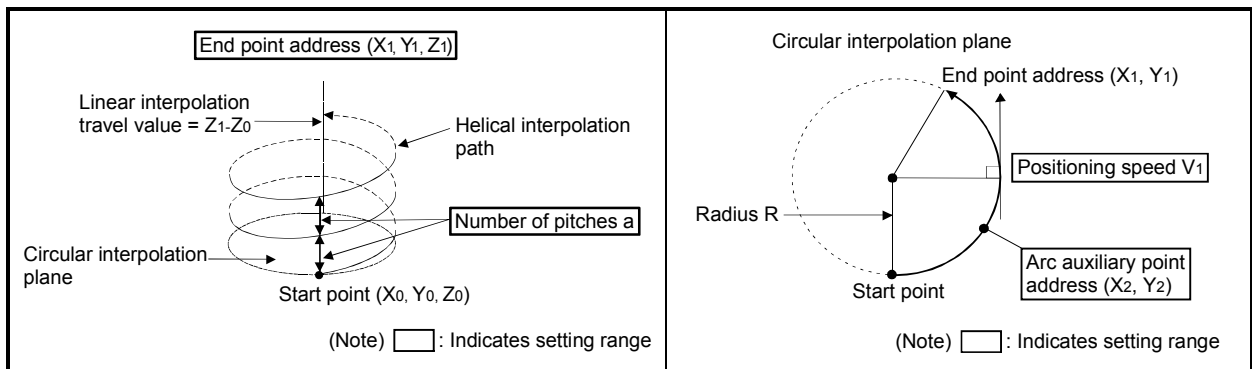 End point address (X1, Y1, Z1)
Linear interpolation
travel value = Z1-Z0
Helical interpolation
path
Number of pitches a
Circular interpolation
plane
Start point (X0, Y0, Z0)
(Note) : Indicates setting range
Circular interpolation plane
End point address (X1, Y1)
Positioning speed V1
Radius R
Arc auxiliary point
address (X2, Y2)
Start point
(Note) : Indicates setting range